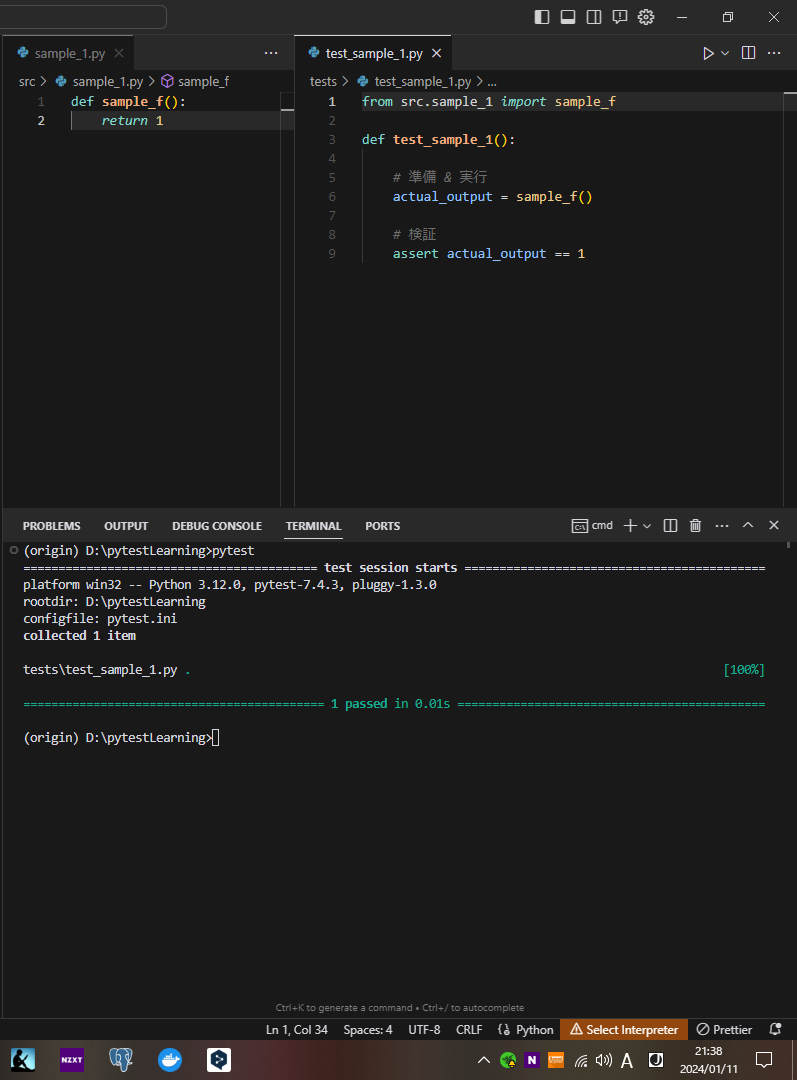 sample_1.py
src > sample_1.py > sample_f
1 def sample_f():
2 return 1
test_sample_1.py
tests > test_sample_1.py > ...
1 from src.sample_1 import sample_f
2
3 def test_sample_1():
4
5 # 準備 & 実行
6 actual_output = sample_f()
7
8 # 検証
9 assert actual_output == 1
PROBLEMS OUTPUT DEBUG CONSOLE TERMINAL PORTS cmd
(origin) D:\pytestLearning>pytest
========================================== test session starts ===========================================
platform win32 -- Python 3.12.0, pytest-7.4.3, pluggy-1.3.0
rootdir: D:\pytestLearning
configfile: pytest.ini
collected 1 item
tests\test_sample_1.py . [100%]
=========================================== 1 passed in 0.01s ============================================
(origin) D:\pytestLearning>
Ctrl+K to generate a command • Ctrl+/ to autocomplete
Ln 1, Col 34 Spaces: 4 UTF-8 CRLF Python Select Interpreter Prettier
NZXT
N A J
21:38
2024/01/11